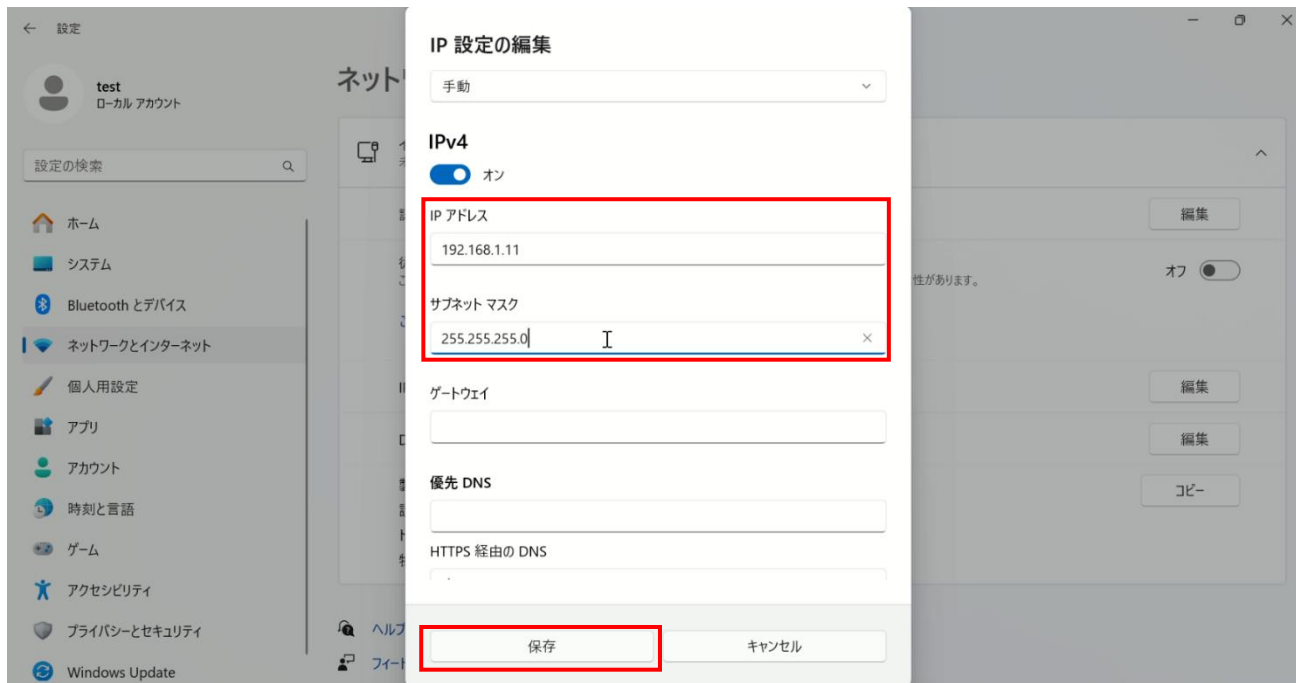 設定
test
ローカル アカウント
設定の検索
ホーム
システム
Bluetooth とデバイス
ネットワークとインターネット
個人用設定
アプリ
アカウント
時刻と言語
ゲーム
アクセシビリティ
プライバシーとセキュリティ
Windows Update
ネット
IP 設定の編集
手動
IPv4
オン
IP アドレス
192.168.1.11
サブネット マスク
255.255.255.0
ゲートウェイ
優先 DNS
HTTPS 経由の DNS
保存
キャンセル
編集
性があります。
オフ
編集
編集
コピー
ヘルプ
フィート